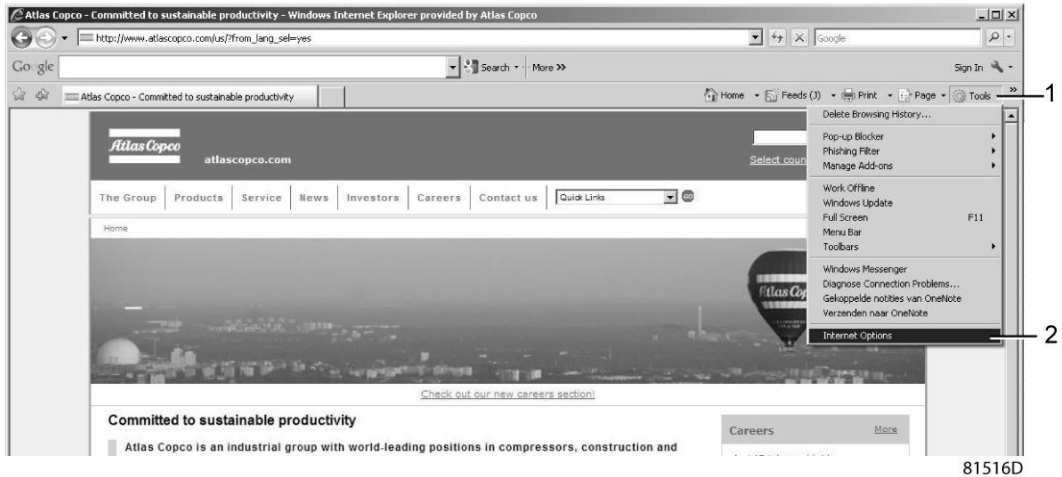 Atlas Copco - Committed to sustainable productivity - Windows Internet Explorer provided by Atlas Copco
http://www.atlascopco.com/us/?from_lang_sel=yes
Google
Google
Search
More >>
Sign In
Atlas Copco - Committed to sustainable productivity
Home
Feeds (J)
Print
Page
Tools
»
1
Delete Browsing History...
Pop-up Blocker
Phishing Filter
Manage Add-ons
Work Offline
Windows Update
Full Screen F11
Menu Bar
Toolbars
Windows Messenger
Diagnose Connection Problems...
Gekoppelde notities van OneNote
Verzenden naar OneNote
Internet Options
2
Atlas Copco
atlascopco.com
Select coun
The Group
Products
Service
News
Investors
Careers
Contact us
Quick Links
GO
Home
Atlas Cop
Check out our new careers section!
Committed to sustainable productivity
Atlas Copco is an industrial group with world-leading positions in compressors, construction and
Careers
More
81516D